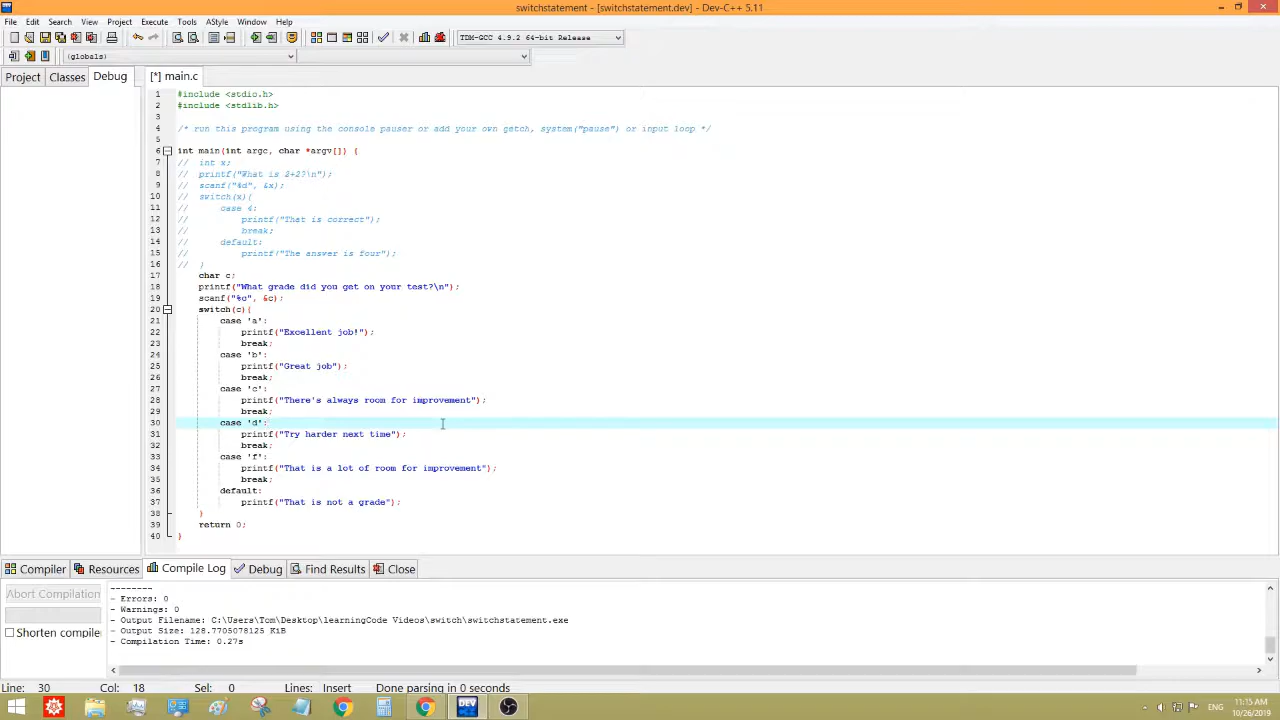 switchstatement - [switchstatement.dev] - Dev-C++ 5.11
File Edit Search View Project Execute Tools AStyle Window Help
TDM-GCC 4.9.2 64-bit Release
(globals)
Project Classes Debug [*] main.c
1 #include <stdio.h>
2 #include <stdlib.h>
3
4 /* run this program using the console pauser or add your own getch, system("pause") or input loop */
5
6 int main(int argc, char *argv[]) {
7 // int x;
8 // printf("What is 2+2?\n");
9 // scanf("%d", &x);
10 // switch(x){
11 // case 4:
12 // printf("That is correct");
13 // break;
14 // default:
15 // printf("The answer is four");
16 // }
17 char c;
18 printf("What grade did you get on your test?\n");
19 scanf("%c", &c);
20 switch(c){
21 case 'a':
22 printf("Excellent job!");
23 break;
24 case 'b':
25 printf("Great job");
26 break;
27 case 'c':
28 printf("There's always room for improvement");
29 break;
30 case 'd':
31 printf("Try harder next time");
32 break;
33 case 'f':
34 printf("That is a lot of room for improvement");
35 break;
36 default:
37 printf("That is not a grade");
38 }
39 return 0;
40 }
Compiler Resources Compile Log Debug Find Results Close
Abort Compilation
Shorten compiler
--------
- Errors: 0
- Warnings: 0
- Output Filename: C:\Users\Tom\Desktop\learningCode Videos\switch\switchstatement.exe
- Output Size: 128.7705078125 KiB
- Compilation Time: 0.27s
Line: 30 Col: 18 Sel: 0 Lines: Insert Done parsing in 0 seconds
DEV
ENG
11:15 AM
10/26/2019